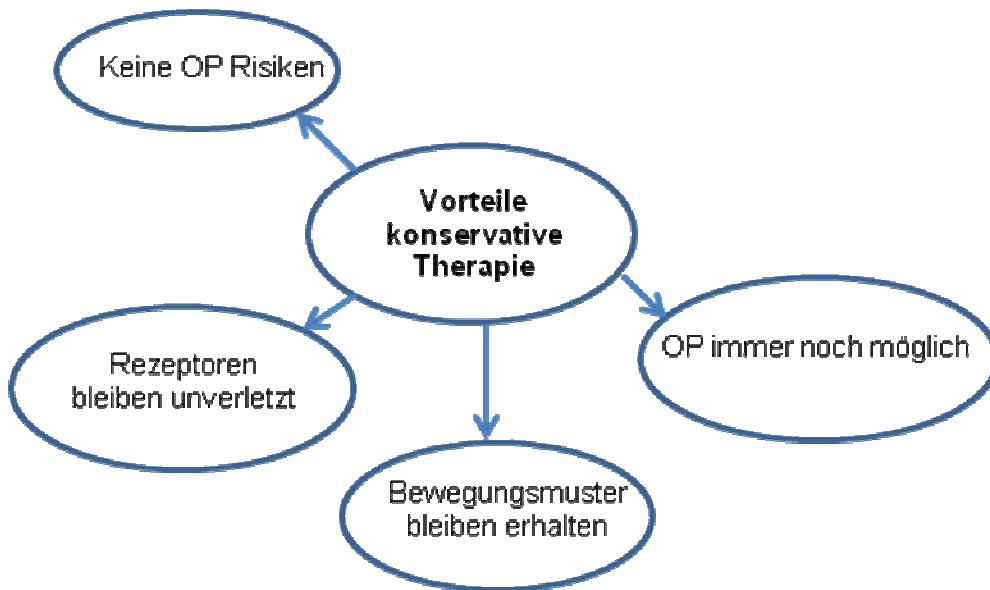 Keine OP Risiken
Vorteile
konservative
Therapie
OP immer noch möglich
Rezeptoren
bleiben unverletzt
Bewegungsmuster
bleiben erhalten